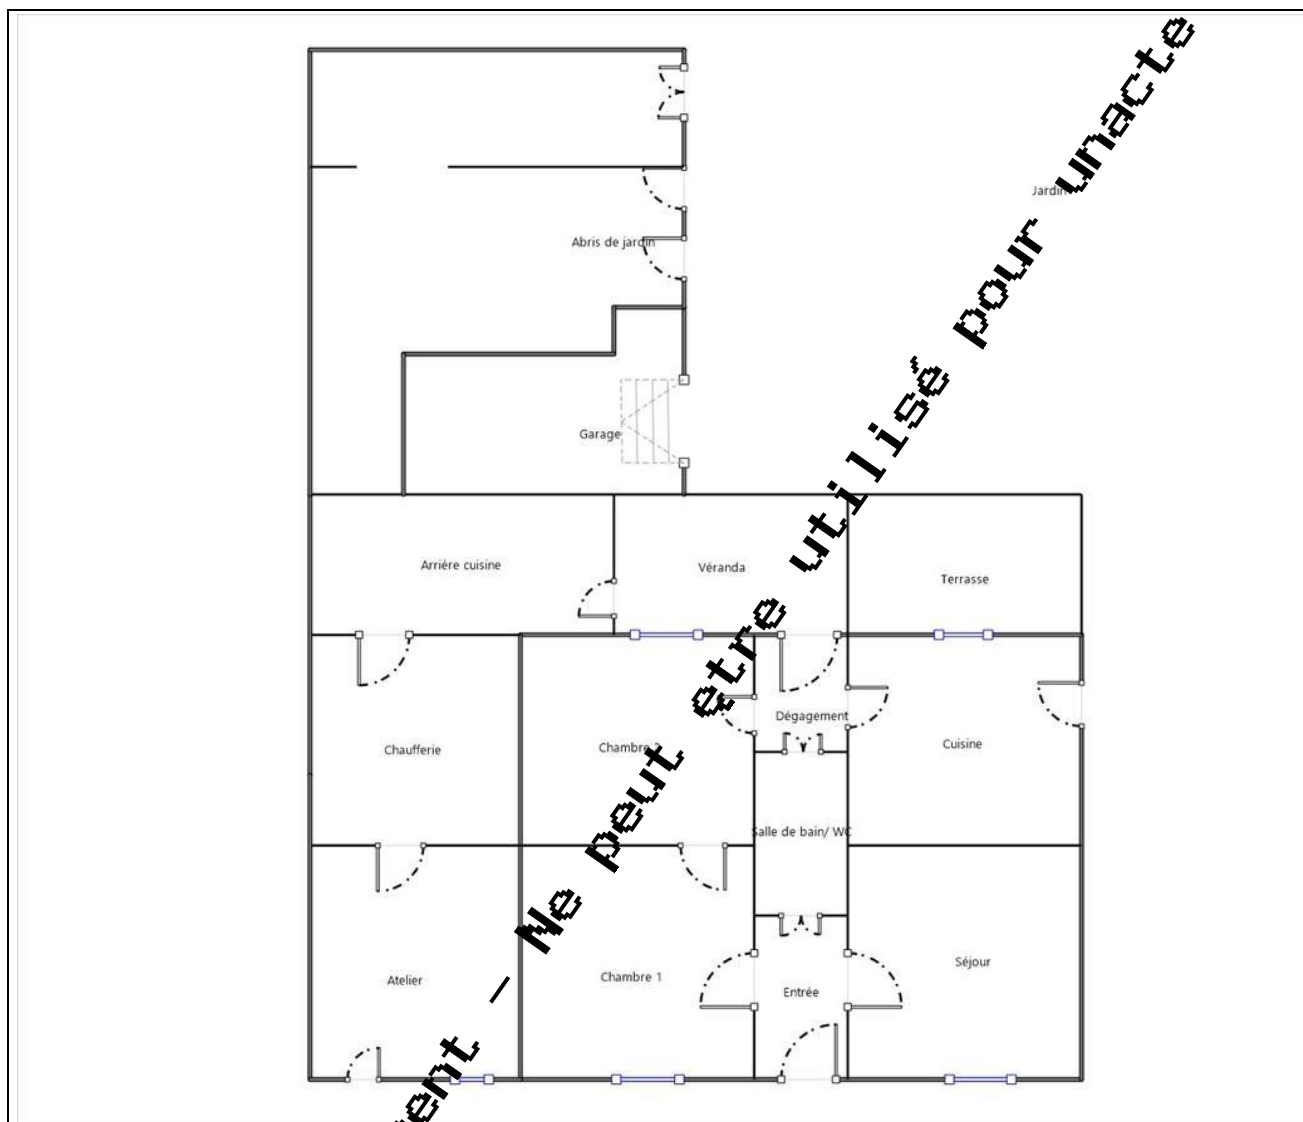 Jardin
Abris de jardin
Garage
Arrière cuisine
Véranda
Terrasse
Dégagement
Chaufferie
Chambre 2
Cuisine
Salle de bain/ WC
Atelier
Chambre 1
Entrée
Séjour
ent - Ne peut etre utilisé pour unacte